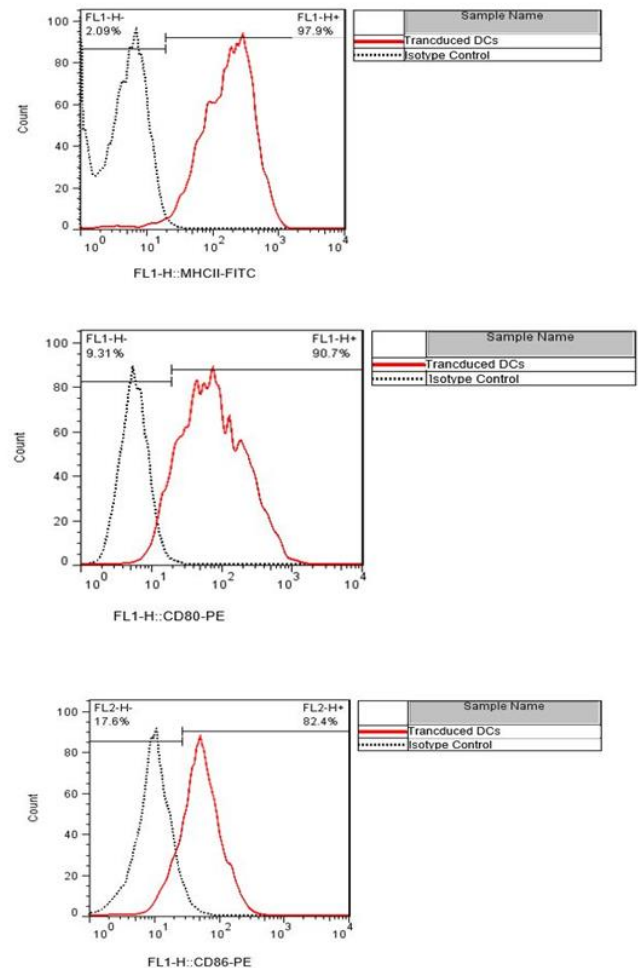 FL1-H-
2.09%
FL1-H+
97.9%
Sample Name
Trancduced DCs
Isotype Control
100
80
60
40
20
0
Count
10^0 10^1 10^2 10^3 10^4
FL1-H::MHCII-FITC
FL1-H-
9.31%
FL1-H+
90.7%
Sample Name
Trancduced DCs
Isotype Control
100
80
60
40
20
0
Count
10^0 10^1 10^2 10^3 10^4
FL1-H::CD80-PE
FL2-H-
17.6%
FL2-H+
82.4%
Sample Name
Trancduced DCs
Isotype Control
100
80
60
40
20
0
Count
10^0 10^1 10^2 10^3 10^4
FL1-H::CD86-PE